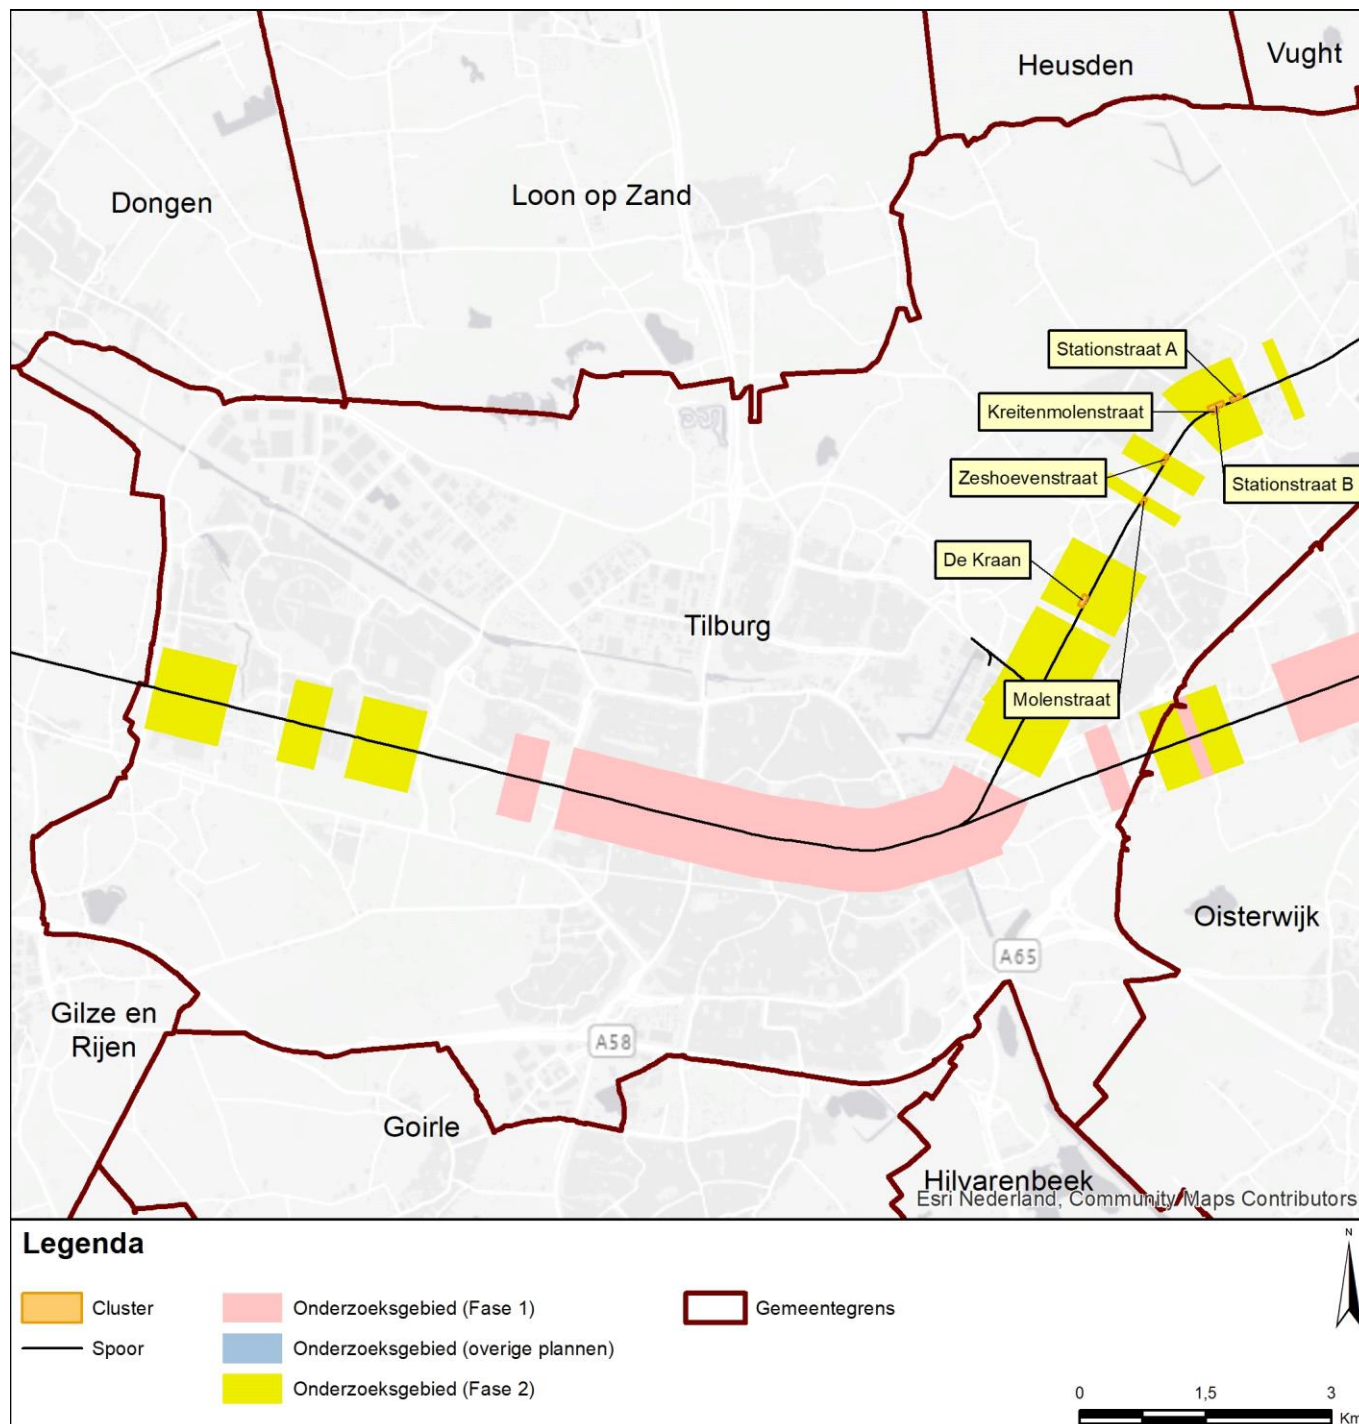 Heusden
Vught
Dongen
Loon op Zand
Stationstraat A
Kreitenmolenstraat
Zeshoevenstraat
Stationstraat B
De Kraan
Tilburg
Molenstraat
Oisterwijk
A65
Gilze en
Rijen
A58
Goirle
Hilvarenbeek
Esri Nederland, Community Maps Contributors
Legenda
N
Cluster
Onderzoeksgebied (Fase 1)
Gemeentegrens
Spoor
Onderzoeksgebied (overige plannen)
Onderzoeksgebied (Fase 2)
0 1,5 3
Km